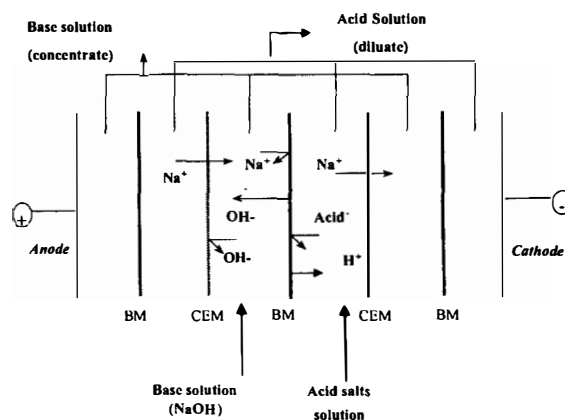 Base solution
(concentrate)
Acid Solution
(diluate)
Na⁺
Na⁺
Na⁺
OH-
Acid⁻
OH-
H⁺
+
Anode
-
Cathode
BM
CEM
BM
CEM
BM
Base solution
(NaOH)
Acid salts
solution